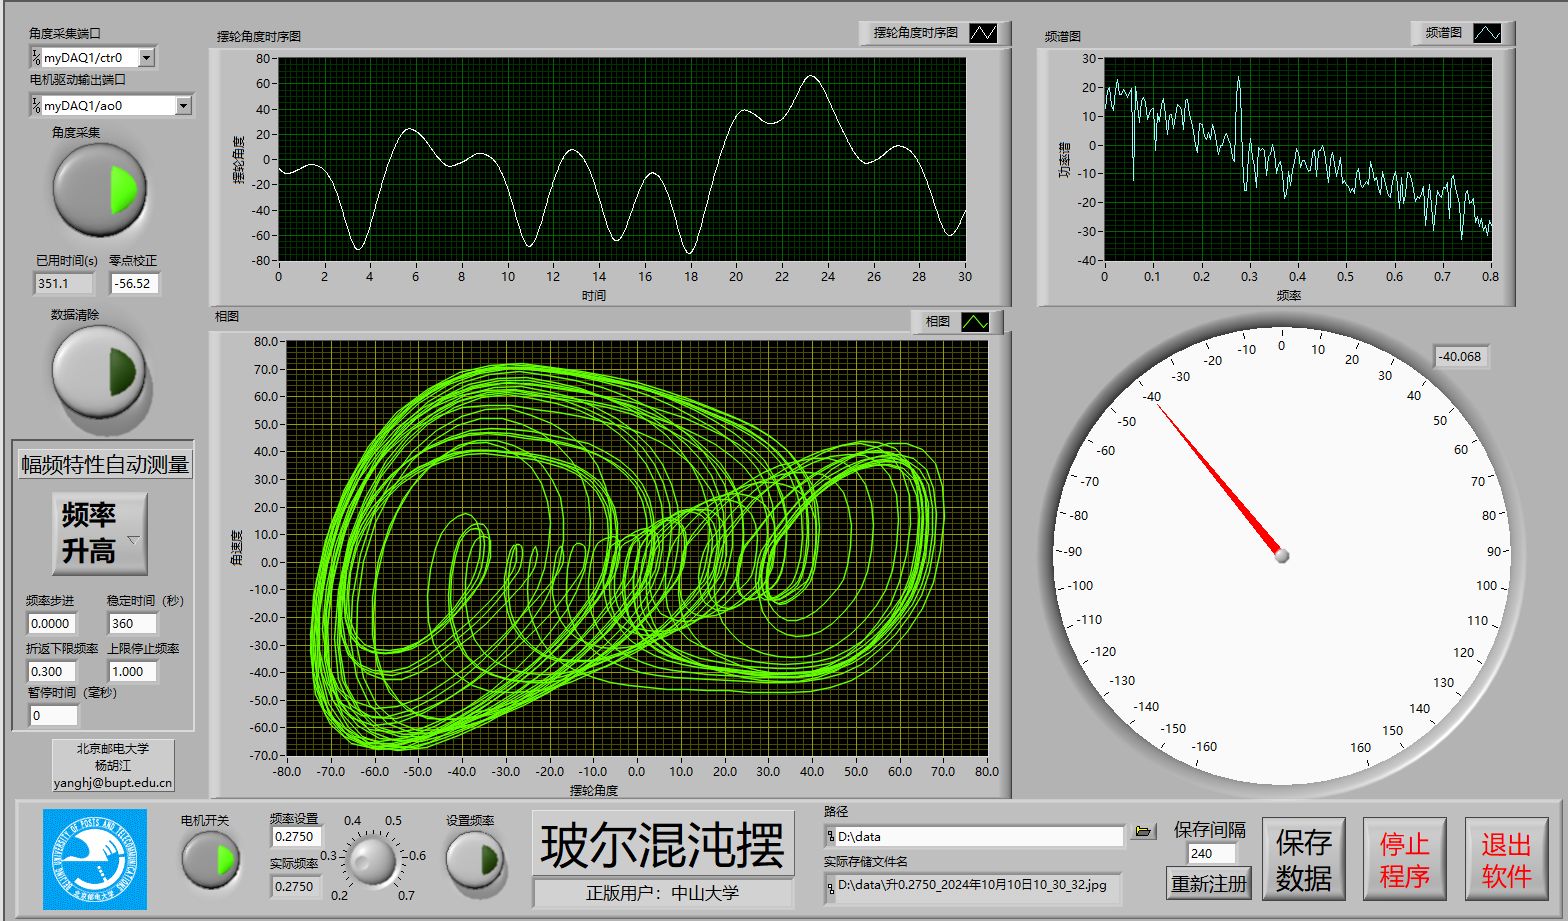 角度采集端口
myDAQ1/ctr0
电机驱动输出端口
myDAQ1/ao0
角度采集
已用时间(s) 零点校正
351.1 -56.52
数据清除
幅频特性自动测量
频率
升高
频率步进 稳定时间（秒）
0.0000 360
折返下限频率 上限停止频率
0.300 1.000
暂停时间（毫秒）
0
北京邮电大学
杨胡江
yanghj@bupt.edu.cn
摆轮角度时序图 摆轮角度时序图
摆轮角度
80
60
40
20
0
-20
-40
-60
-80
0 2 4 6 8 10 12 14 16 18 20 22 24 26 28 30
时间
频谱图 频谱图
功率谱
30
20
10
0
-10
-20
-30
-40
0 0.1 0.2 0.3 0.4 0.5 0.6 0.7 0.8
频率
相图 相图
角速度
80.0
70.0
60.0
50.0
40.0
30.0
20.0
10.0
0.0
-10.0
-20.0
-30.0
-40.0
-50.0
-60.0
-70.0
-80.0 -70.0 -60.0 -50.0 -40.0 -30.0 -20.0 -10.0 0.0 10.0 20.0 30.0 40.0 50.0 60.0 70.0 80.0
摆轮角度
-40.068
-160
-150
-140
-130
-120
-110
-100
-90
-80
-70
-60
-50
-40
-30
-20
-10
0
10
20
30
40
50
60
70
80
90
100
110
120
130
140
150
160
BEIJING UNIVERSITY OF POSTS AND TELECOMMUNICATIONS
北京邮电大学
电机开关
频率设置
0.2750
实际频率
0.2750
0.2 0.3 0.4 0.5 0.6 0.7
设置频率
玻尔混沌摆
正版用户：中山大学
路径
D:\data
实际存储文件名
D:\data\升0.2750_2024年10月10日10_30_32.jpg
保存间隔
240
重新注册
保存
数据
停止
程序
退出
软件